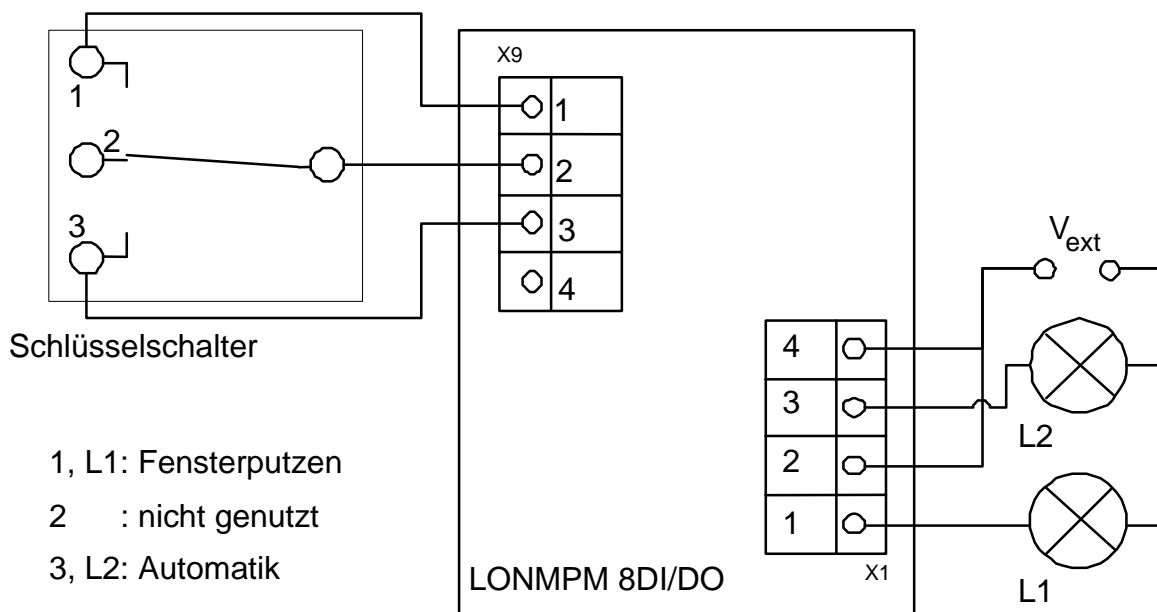 1
2
3
Schlüsselschalter
1, L1: Fensterputzen
2 : nicht genutzt
3, L2: Automatik
X9
1
2
3
4
LONMPM 8DI/DO
4
3
2
1
X1
Vext
L2
L1